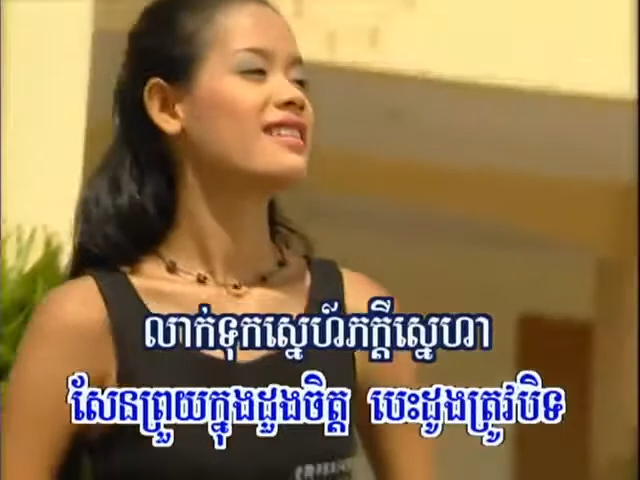 លាក់ទុកស្នេហ៍ភក្ដីស្នេហា
សែនព្រួយក្នុងដួងចិត្ត បេះដូងត្រូវបិទ